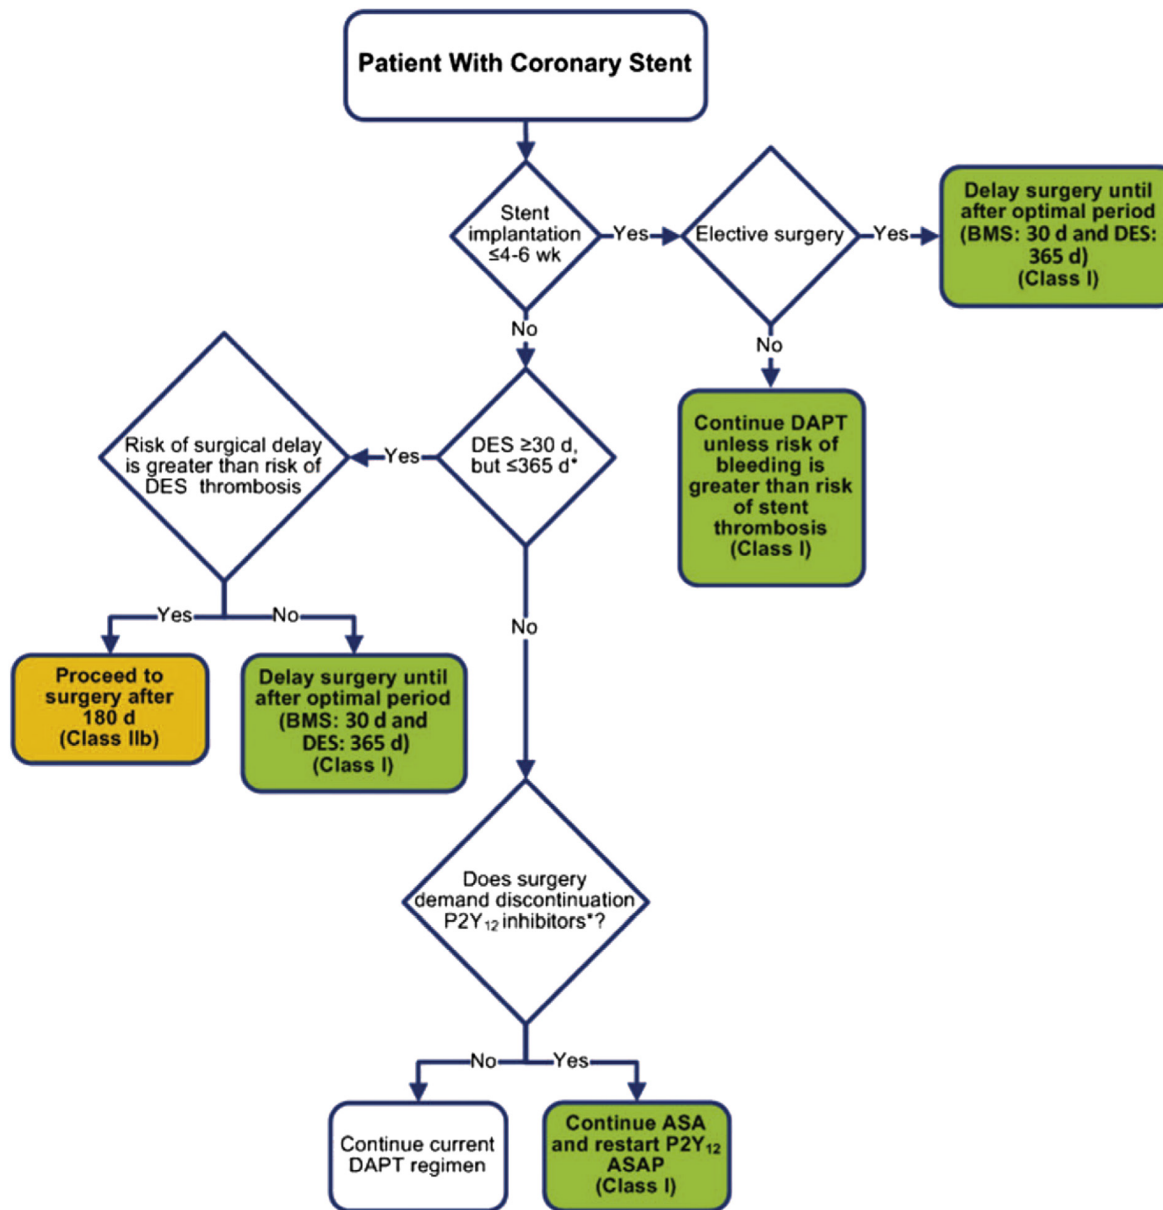 Patient With Coronary Stent
Stent
implantation
≤4-6 wk
Yes
Elective surgery
Yes
Delay surgery until
after optimal period
(BMS: 30 d and DES:
365 d)
(Class I)
No
No
Continue DAPT
unless risk of
bleeding is
greater than risk
of stent
thrombosis
(Class I)
DES ≥30 d,
but ≤365 d*
Yes
Risk of surgical delay
is greater than risk of
DES thrombosis
Yes
No
Proceed to
surgery after
180 d
(Class IIb)
Delay surgery until
after optimal period
(BMS: 30 d and
DES: 365 d)
(Class I)
No
Does surgery
demand discontinuation
P2Y₁₂ inhibitors*?
No
Yes
Continue current
DAPT regimen
Continue ASA
and restart P2Y₁₂
ASAP
(Class I)